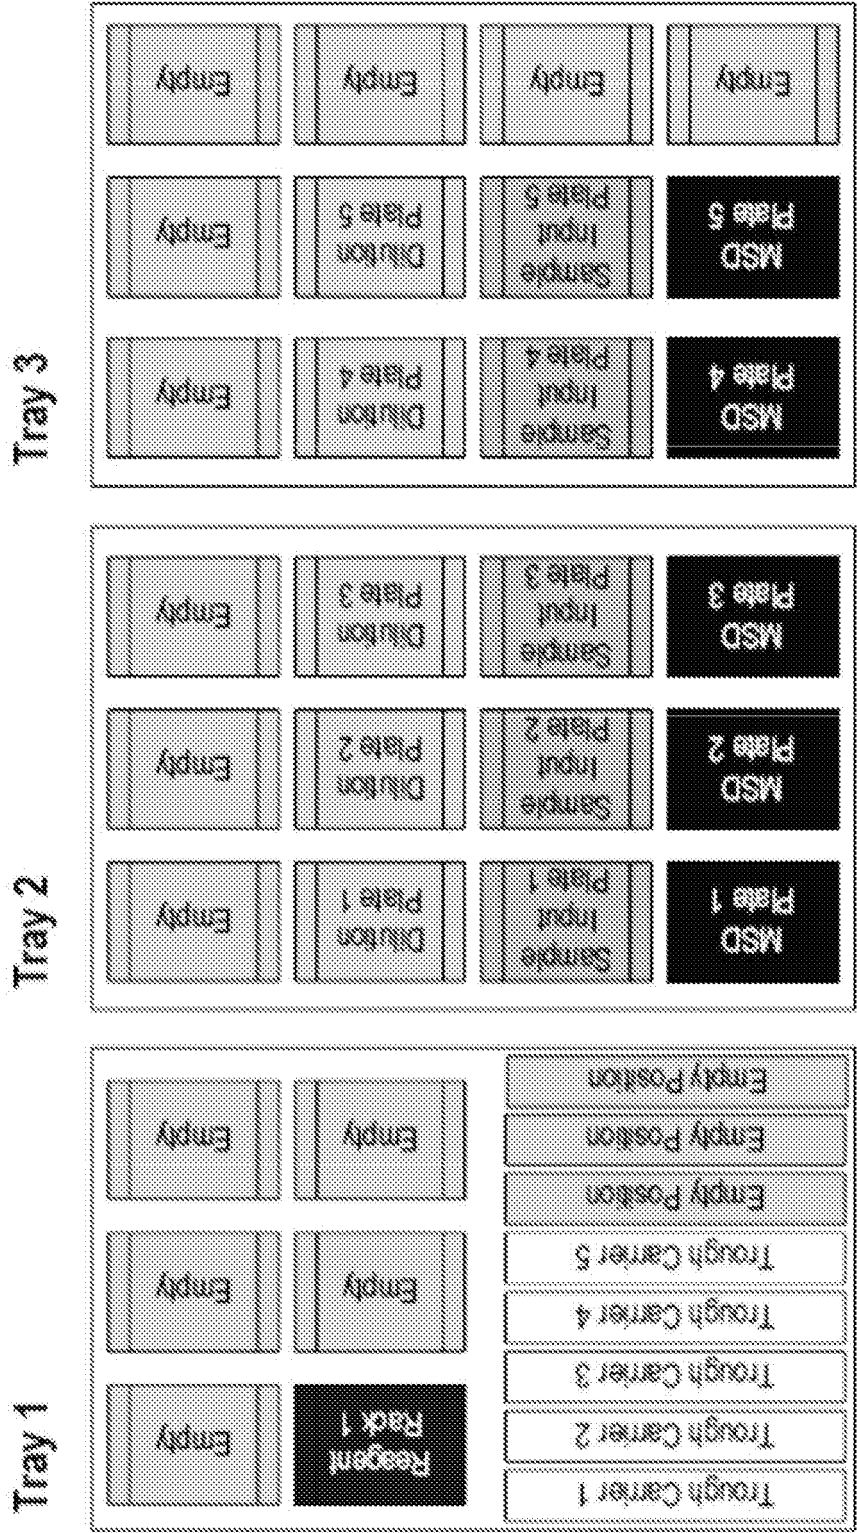 Tray 1
Trough Carrier 1
Trough Carrier 2
Trough Carrier 3
Trough Carrier 4
Trough Carrier 5
Empty Position
Empty Position
Empty Position
Reagent
Rack 1
Empty
Empty
Empty
Empty
Empty
Tray 2
MSD
Plate 1
Sample
Input
Plate 1
Dilution
Plate 1
Empty
MSD
Plate 2
Sample
Input
Plate 2
Dilution
Plate 2
Empty
MSD
Plate 3
Sample
Input
Plate 3
Dilution
Plate 3
Empty
Tray 3
MSD
Plate 4
Sample
Input
Plate 4
Dilution
Plate 4
Empty
MSD
Plate 5
Sample
Input
Plate 5
Dilution
Plate 5
Empty
Empty
Empty
Empty
Empty